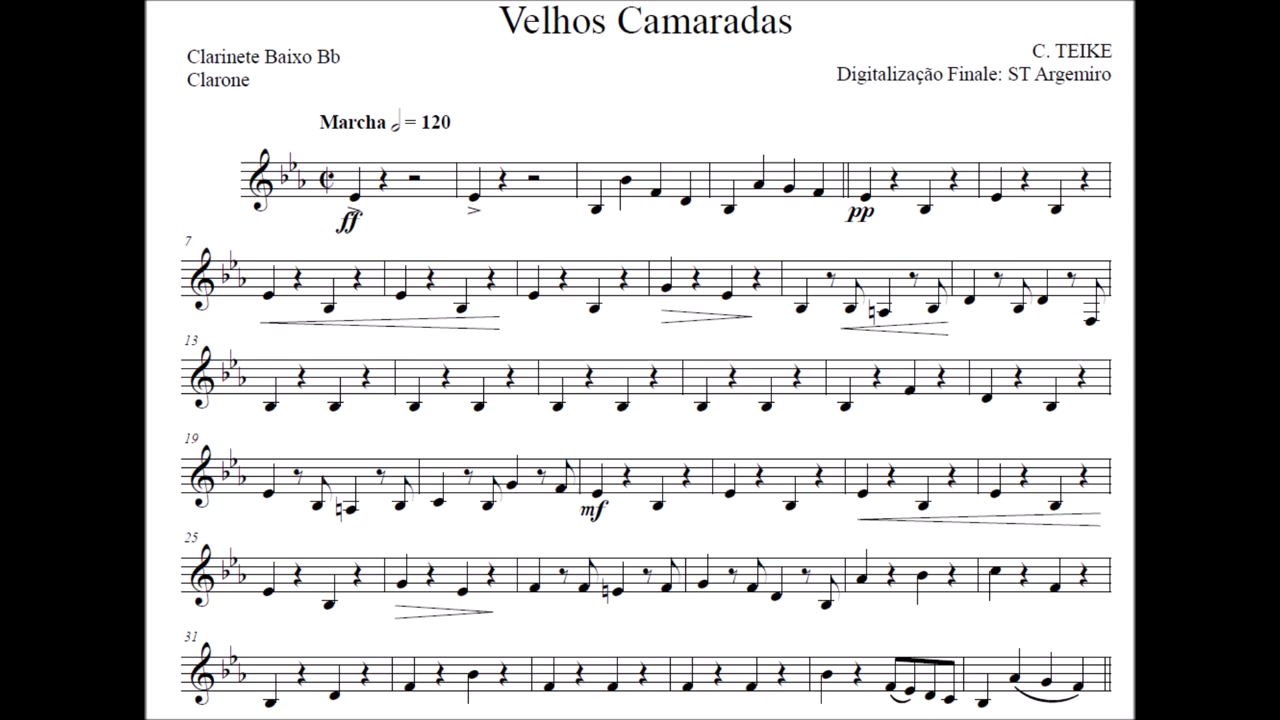 Velhos Camaradas
Clarinete Baixo Bb
Clarone
C. TEIKE
Digitalização Finale: ST Argemiro
Marcha 𝅗𝅥 = 120
ff
pp
7
13
19
mf
25
31